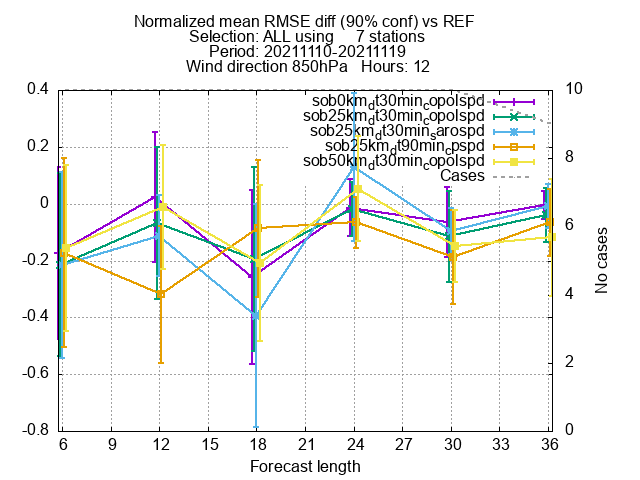 Normalized mean RMSE diff (90% conf) vs REF
Selection: ALL using 7 stations
Period: 20211110-20211119
Wind direction 850hPa Hours: 12
0.4
0.2
0
-0.2
-0.4
-0.6
-0.8
10
8
6
4
2
0
No cases
sob0km_dt30min_copolspd
sob25km_dt30min_copolspd
sob25km_dt30min_sarospd
sob25km_dt90min_cpspd
sob50km_dt30min_copolspd
Cases
6 9 12 15 18 21 24 27 30 33 36
Forecast length